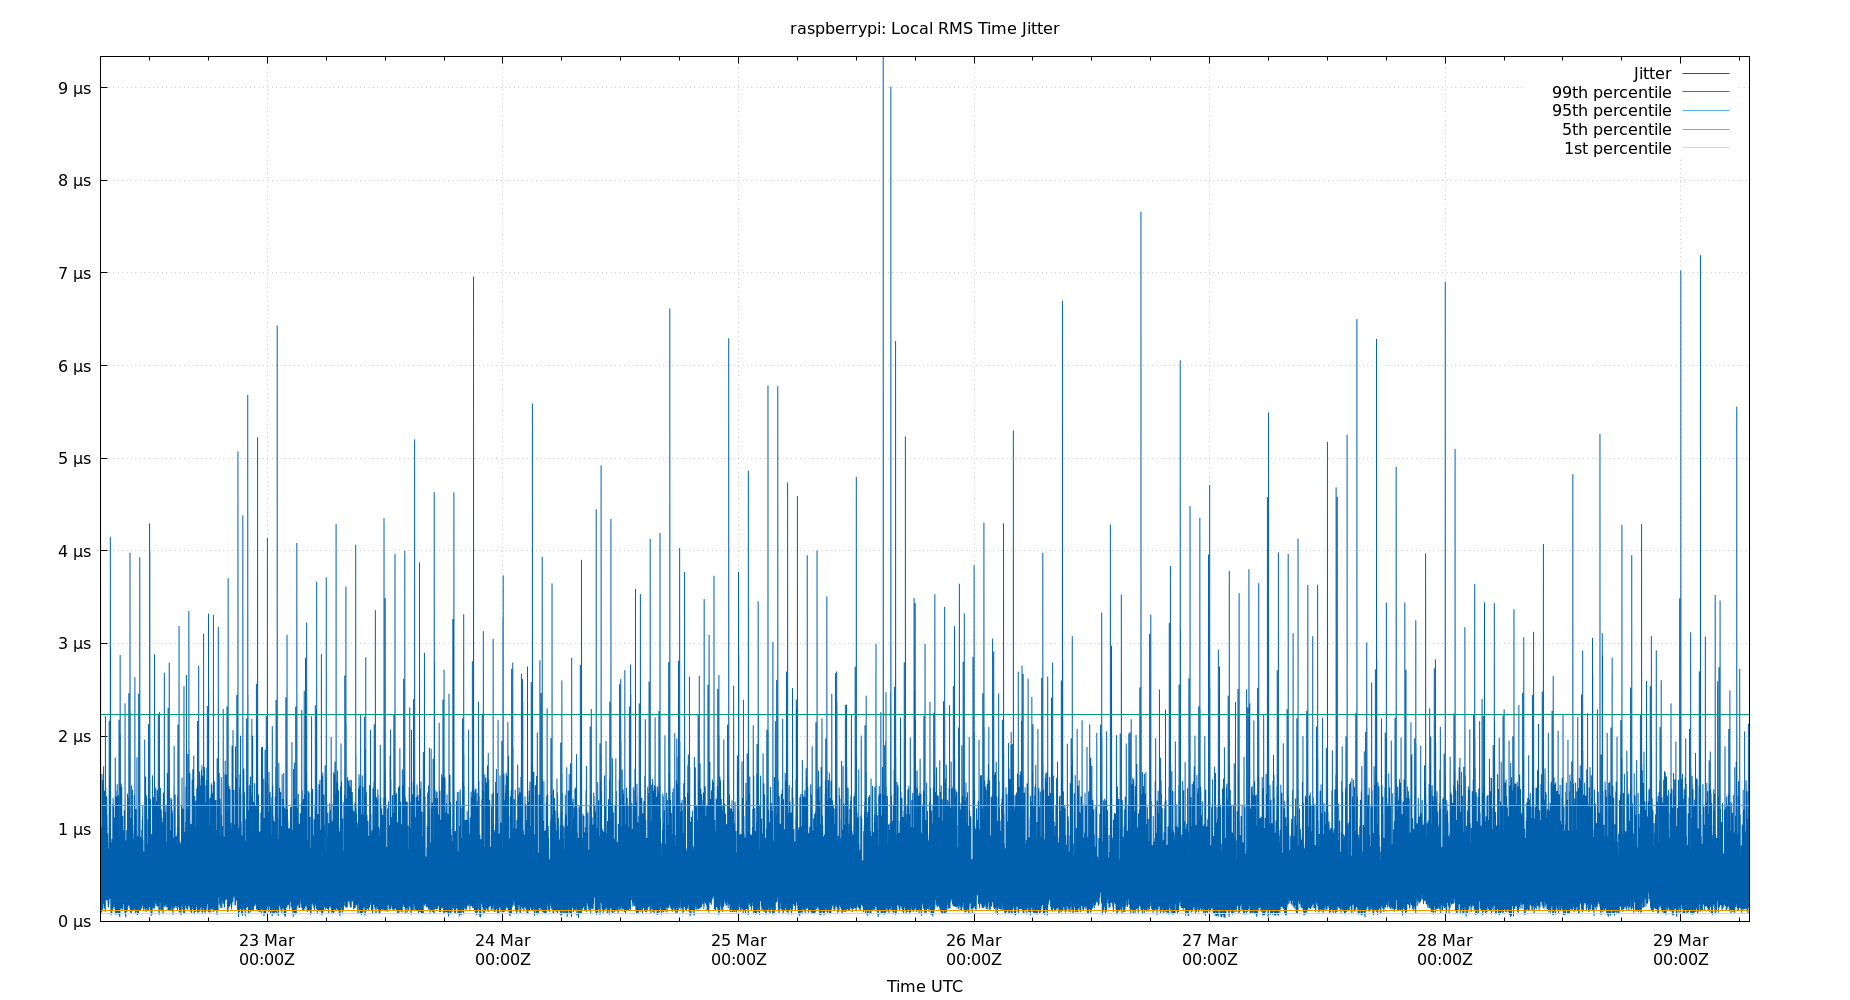 raspberrypi: Local RMS Time Jitter
Jitter
99th percentile
95th percentile
5th percentile
1st percentile
9 µs
8 µs
7 µs
6 µs
5 µs
4 µs
3 µs
2 µs
1 µs
0 µs
23 Mar 24 Mar 25 Mar 26 Mar 27 Mar 28 Mar 29 Mar
00:00Z 00:00Z 00:00Z 00:00Z 00:00Z 00:00Z 00:00Z
Time UTC